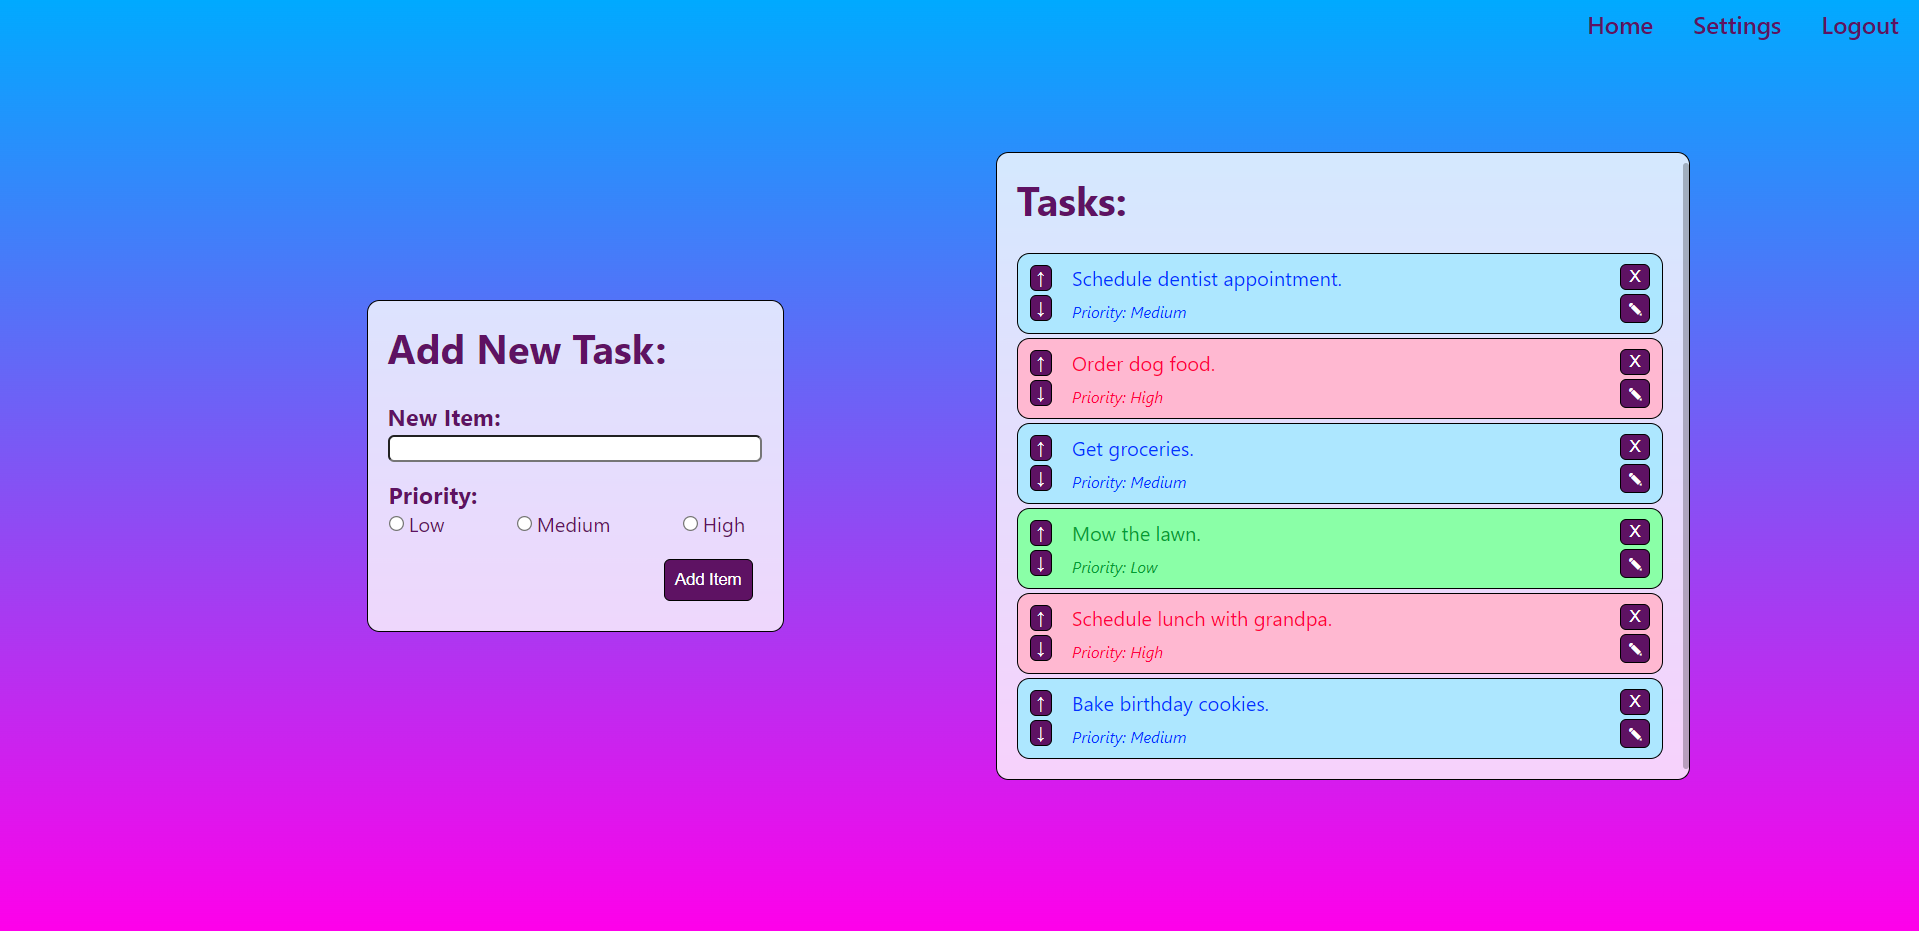 Home Settings Logout
Add New Task:
New Item:
Priority:
Low Medium High
Add Item
Tasks:
↑ Schedule dentist appointment. X
↓ Priority: Medium
↑ Order dog food. X
↓ Priority: High
↑ Get groceries. X
↓ Priority: Medium
↑ Mow the lawn. X
↓ Priority: Low
↑ Schedule lunch with grandpa. X
↓ Priority: High
↑ Bake birthday cookies. X
↓ Priority: Medium